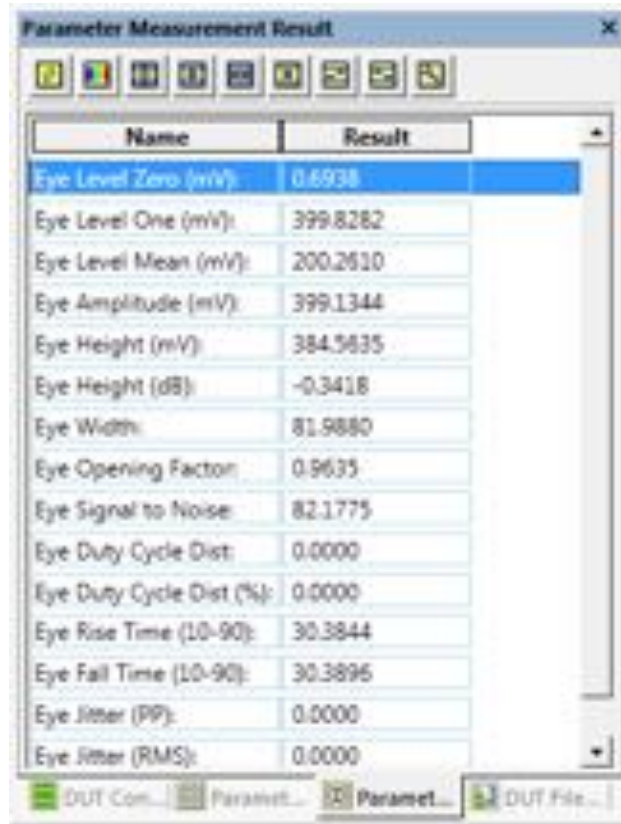 Parameter Measurement Result
Name Result
Eye Level Zero (mV): 0.6938
Eye Level One (mV): 399.8282
Eye Level Mean (mV): 200.2610
Eye Amplitude (mV): 399.1344
Eye Height (mV): 384.5635
Eye Height (dB): -0.3418
Eye Width: 81.9880
Eye Opening Factor: 0.9635
Eye Signal to Noise: 82.1775
Eye Duty Cycle Dist: 0.0000
Eye Duty Cycle Dist (%): 0.0000
Eye Rise Time (10-90): 30.3844
Eye Fall Time (10-90): 30.3896
Eye Jitter (PP): 0.0000
Eye Jitter (RMS): 0.0000
DUT Con... Paramet... Paramet... DUT File...